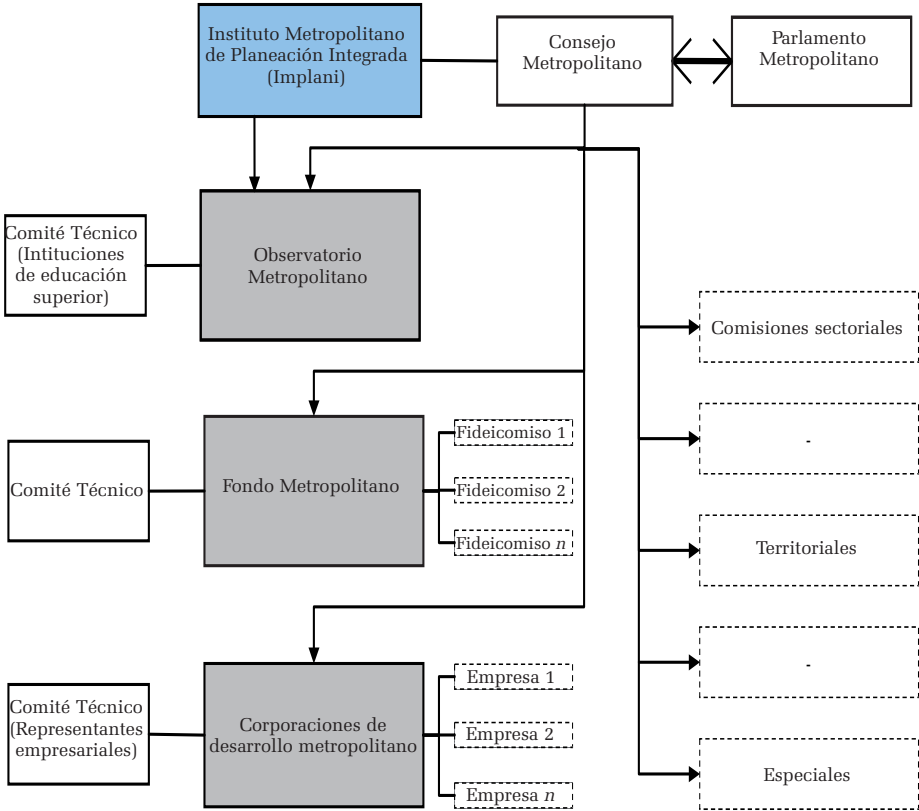 Instituto Metropolitano
de Planeación Integrada
(Implani)
Consejo
Metropolitano
Parlamento
Metropolitano
Comité Técnico
(Intituciones
de educación
superior)
Observatorio
Metropolitano
Comisiones sectoriales
-
Territoriales
-
Especiales
Comité Técnico
Fondo Metropolitano
Fideicomiso 1
Fideicomiso 2
Fideicomiso n
Comité Técnico
(Representantes
empresariales)
Corporaciones de
desarrollo metropolitano
Empresa 1
Empresa 2
Empresa n